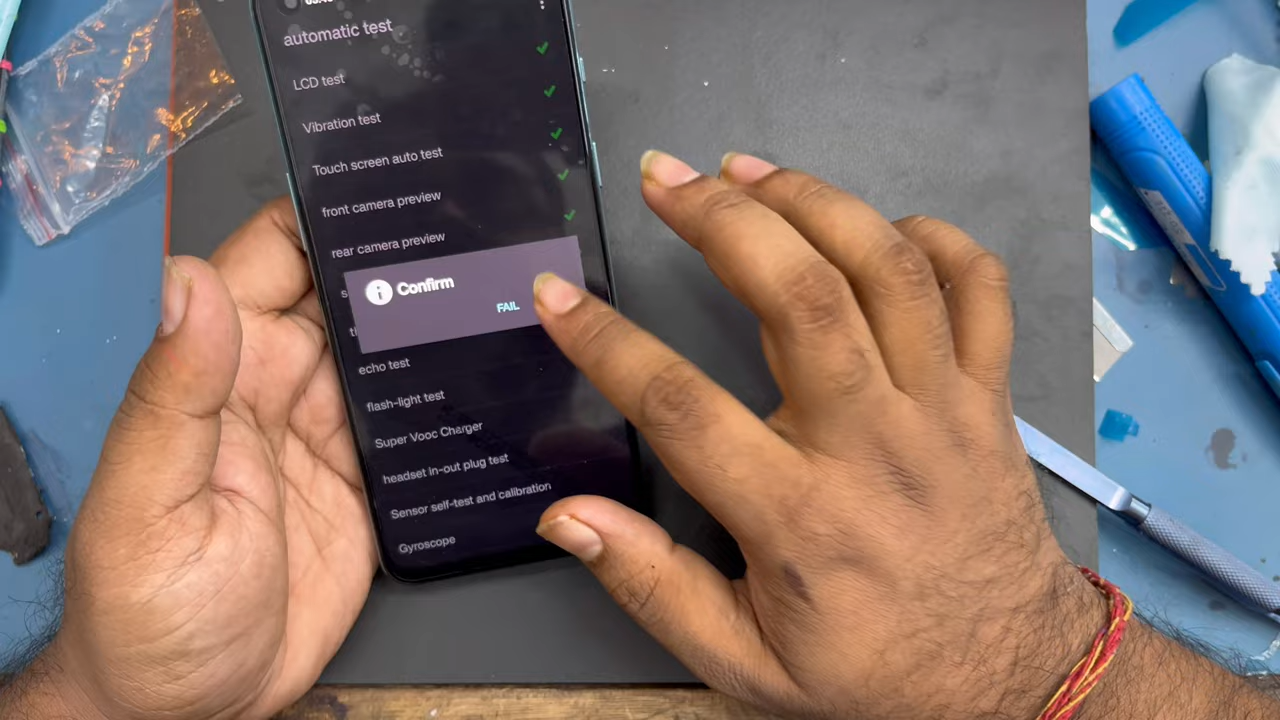 automatic test
LCD test
Vibration test
Touch screen auto test
front camera preview
rear camera preview
Confirm
FAIL
echo test
flash-light test
Super Vooc Charger
headset in-out plug test
Sensor self-test and calibration
Gyroscope